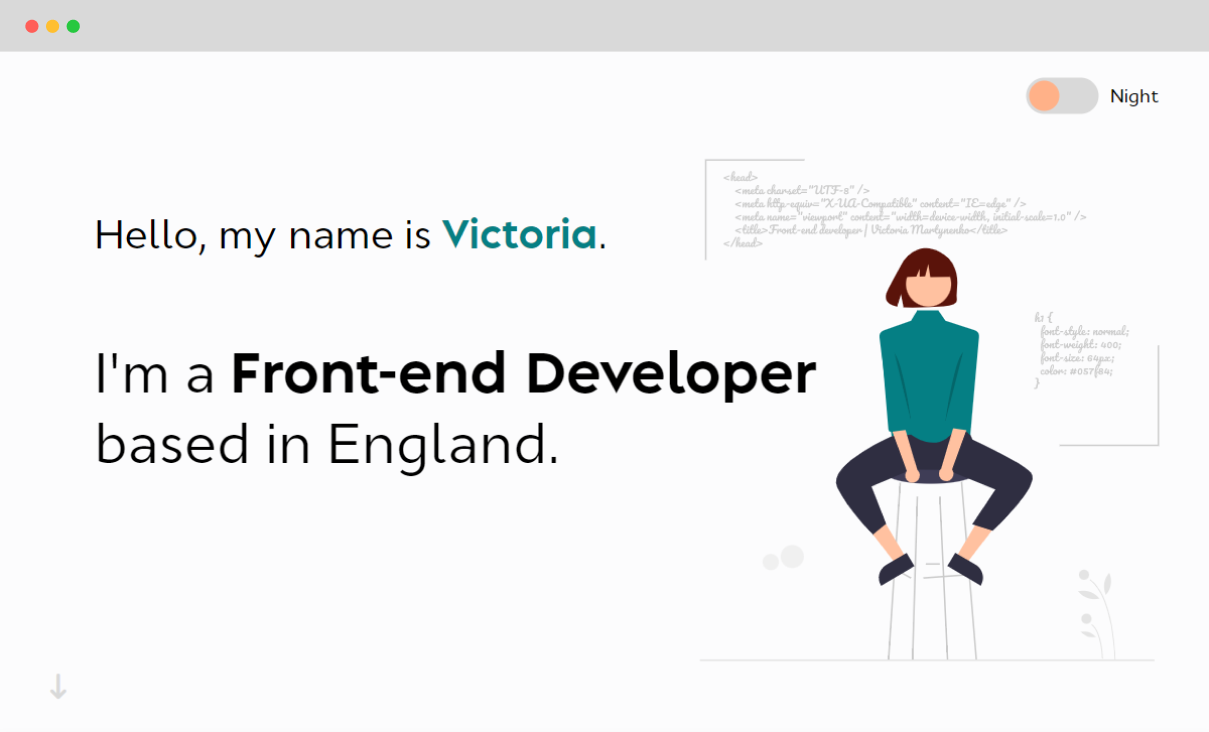 Night
Hello, my name is Victoria.
I'm a Front-end Developer
based in England.
<head>
<meta charset="UTF-8" />
<meta http-equiv="X-UA-Compatible" content="IE=edge" />
<meta name="viewport" content="width=device-width, initial-scale=1.0" />
<title>Front-end developer | Victoria Martynenko</title>
</head>
h1 {
font-style: normal;
font-weight: 400;
font-size: 64px;
color: #057f84;
}